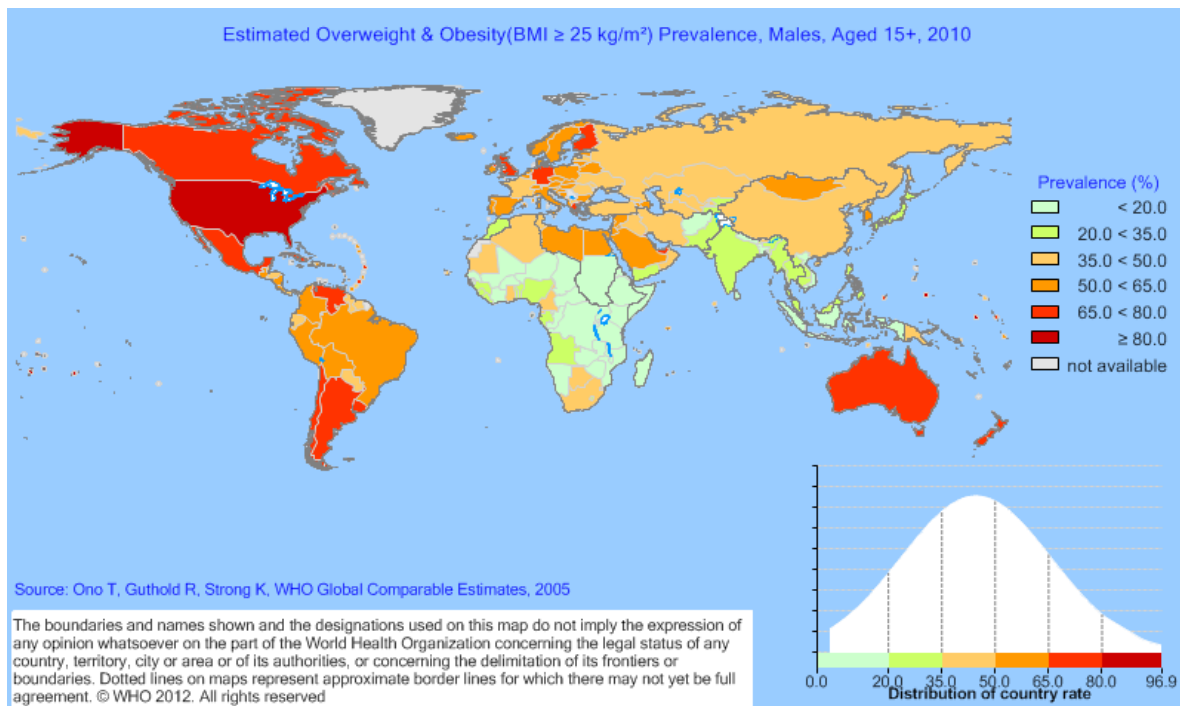 Estimated Overweight & Obesity(BMI ≥ 25 kg/m²) Prevalence, Males, Aged 15+, 2010
Prevalence (%)
< 20.0
20.0 < 35.0
35.0 < 50.0
50.0 < 65.0
65.0 < 80.0
≥ 80.0
not available
Source: Ono T, Guthold R, Strong K, WHO Global Comparable Estimates, 2005
The boundaries and names shown and the designations used on this map do not imply the expression of
any opinion whatsoever on the part of the World Health Organization concerning the legal status of any
country, territory, city or area or of its authorities, or concerning the delimitation of its frontiers or
boundaries. Dotted lines on maps represent approximate border lines for which there may not yet be full
agreement. © WHO 2012. All rights reserved
0.0 20.0 35.0 50.0 65.0 80.0 96.9
Distribution of country rate